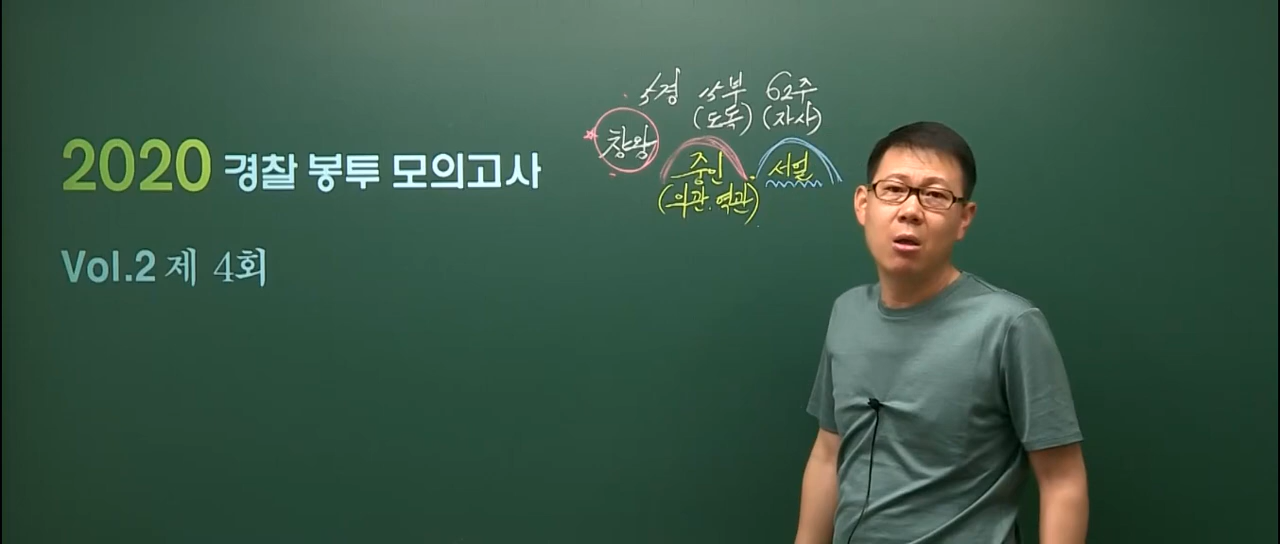 2020 경찰 봉투 모의고사
Vol.2 제 4회
5경 15부 62주
(도독) (자사)
창왕 중인 서얼
(의관. 역관)